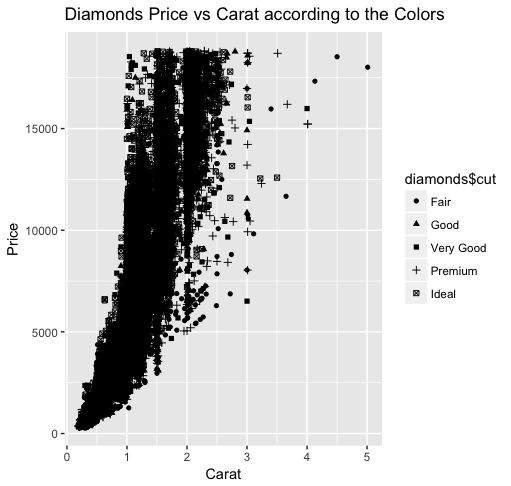 Diamonds Price vs Carat according to the Colors
15000
10000
5000
0
Price
0 1 2 3 4 5
Carat
diamonds$cut
Fair
Good
Very Good
Premium
Ideal